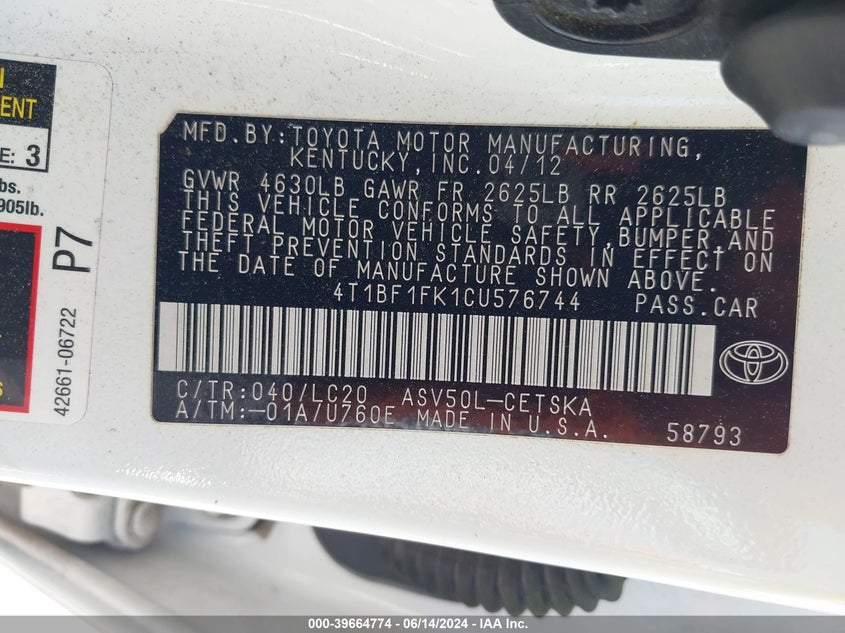 MFD.BY:TOYOTA MOTOR MANUFACTURING,
KENTUCKY,INC.04/12
GVWR 4630LB GAWR FR 2625LB RR 2625LB
THIS VEHICLE CONFORMS TO ALL APPLICABLE
FEDERAL MOTOR VEHICLE SAFETY,BUMPER,AND
THEFT PREVENTION STANDARDS IN EFFECT ON
THE DATE OF MANUFACTURE SHOWN ABOVE.
4T1BF1FK1CU576744 PASS.CAR
C/TR:040/LC20 ASV50L-CETSKA
A/TM:-01A/U760E MADE IN U.S.A.
58793
E: 3
bs.
905lb.
P7
42661-06722
000-39664774 - 06/14/2024 - IAA Inc.